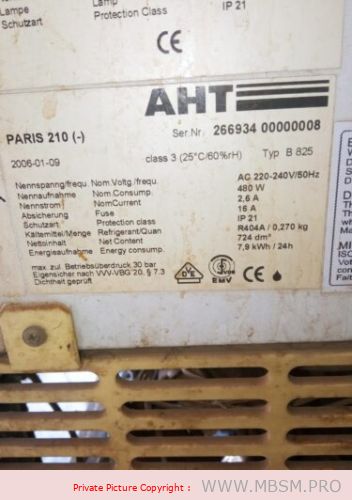 Lampe Lamp
Schutzart Protection Class IP 21
CE
AHT
PARIS 210 (-) Ser.Nr. 266934 00000008
2006-01-09 class 3 (25°C/60%rH) Typ B 825
Nennspannung/frequ. Nom.Voltg./frequ. AC 220-240V/50Hz
Energieaufnahme Nom.Consump. 480 W
Nennstrom NomCurrent 2,6 A
Absicherung Fuse 16 A
Schutzart Protection class IP 21
Kältemittel/Menge Refrigerant/Quan R404A / 0,270 kg
Nettoinhalt Net Content 724 dm³
Energieaufnahme Energy consump. 7,9 kWh / 24h
max. zul. Betriebsüberdruck 30 bar
Eigensicher nach VVV-VBG 20, § 7.3
Dichtheit geprüft
EMV
CE
Private Picture Copyright : WWW.MBSM.PRO